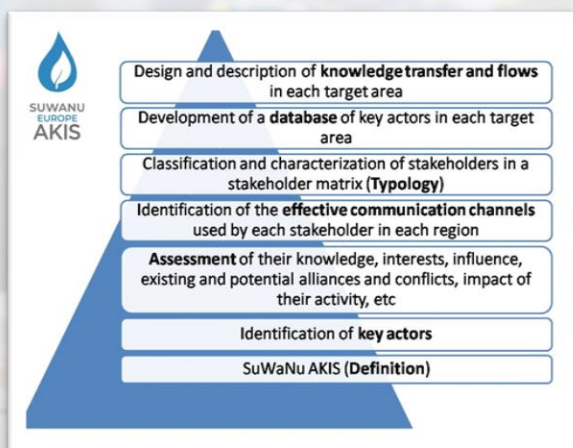 SUWANU
EUROPE
AKIS
Design and description of knowledge transfer and flows
in each target area
Development of a database of key actors in each target
area
Classification and characterization of stakeholders in a
stakeholder matrix (Typology)
Identification of the effective communication channels
used by each stakeholder in each region
Assessment of their knowledge, interests, influence,
existing and potential alliances and conflicts, impact of
their activity, etc
Identification of key actors
SuWaNu AKIS (Definition)